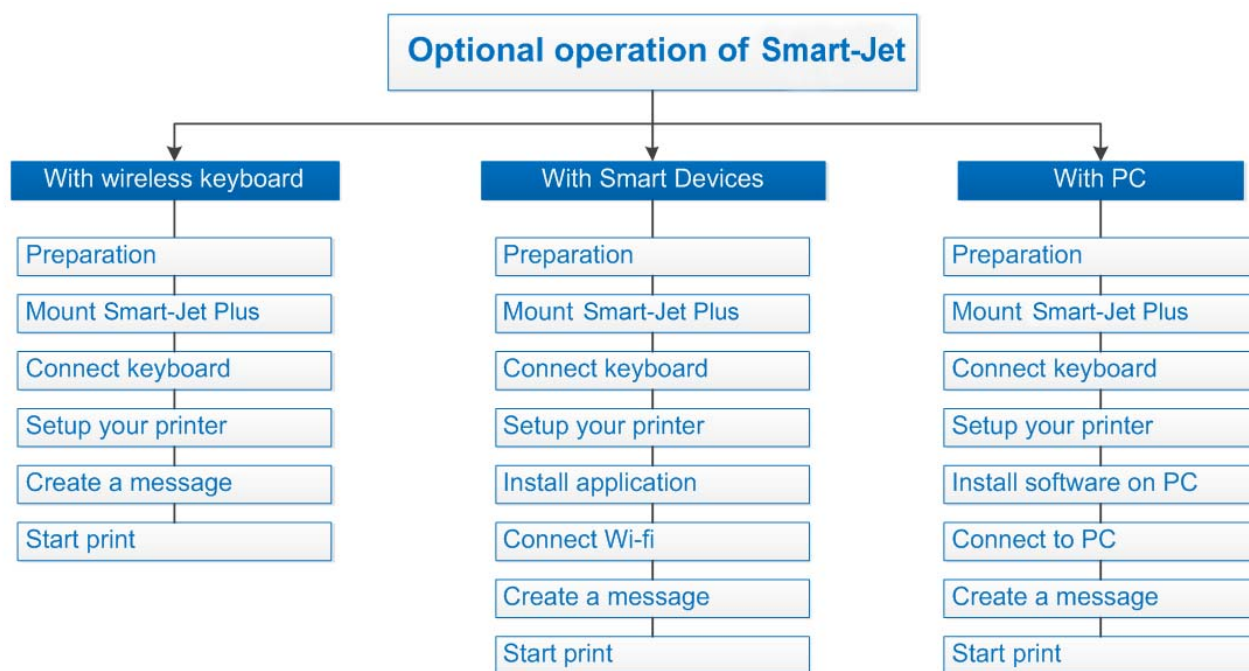 Optional operation of Smart-Jet
With wireless keyboard
Preparation
Mount Smart-Jet Plus
Connect keyboard
Setup your printer
Create a message
Start print
With Smart Devices
Preparation
Mount Smart-Jet Plus
Connect keyboard
Setup your printer
Install application
Connect Wi-fi
Create a message
Start print
With PC
Preparation
Mount Smart-Jet Plus
Connect keyboard
Setup your printer
Install software on PC
Connect to PC
Create a message
Start print